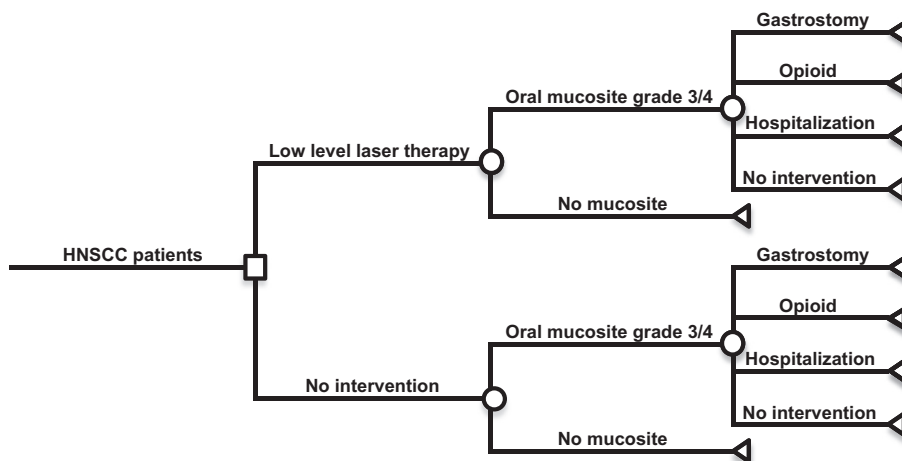 Gastrostomy
Opioid
Oral mucosite grade 3/4
Hospitalization
Low level laser therapy
No intervention
No mucosite
HNSCC patients
Gastrostomy
Opioid
Oral mucosite grade 3/4
Hospitalization
No intervention
No intervention
No mucosite